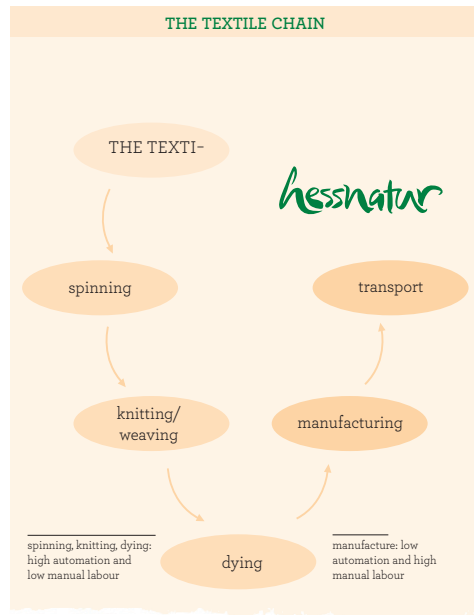 THE TEXTILE CHAIN
THE TEXTI-
hessnatur
spinning
transport
knitting/
weaving
manufacturing
spinning, knitting, dying:
high automation and
low manual labour
dying
manufacture: low
automation and high
manual labour